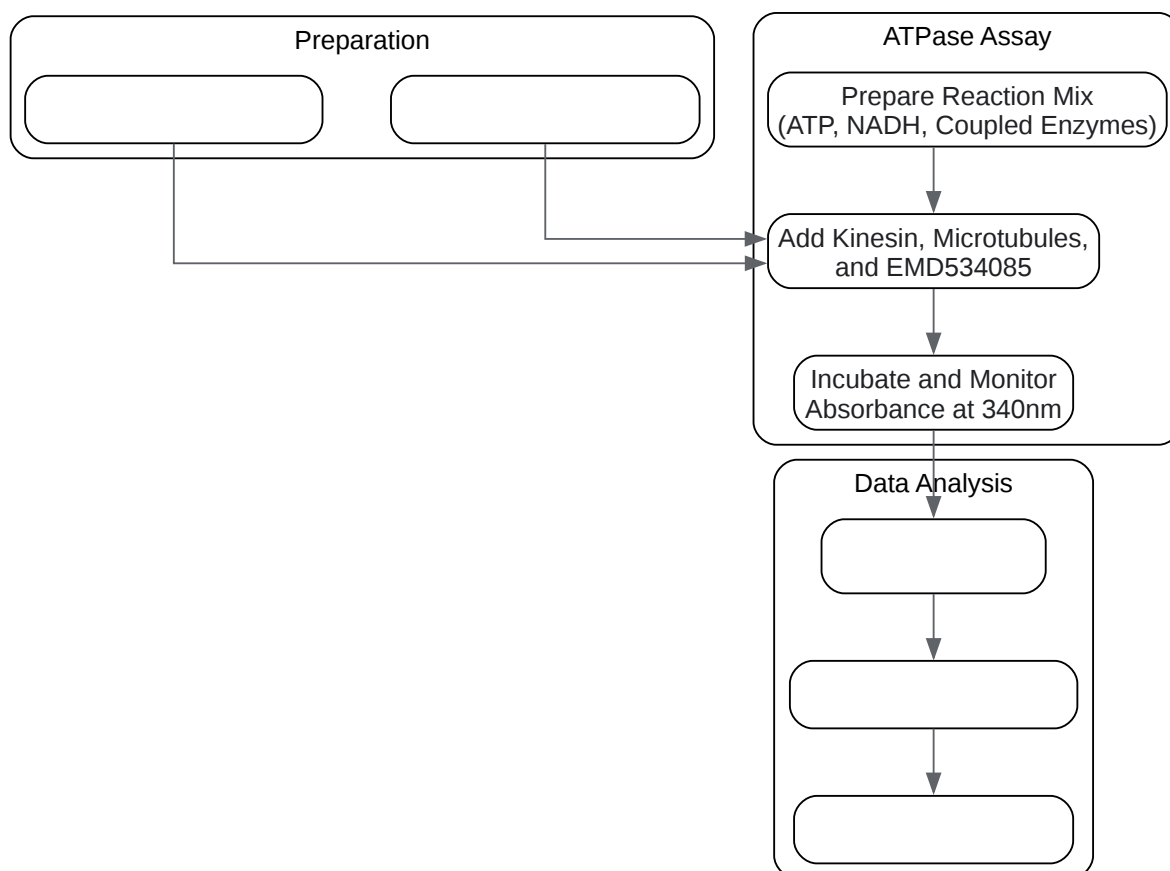 Preparation
ATPase Assay
Prepare Reaction Mix
(ATP, NADH, Coupled Enzymes)
Add Kinesin, Microtubules,
and EMD534085
Incubate and Monitor
Absorbance at 340nm
Data Analysis